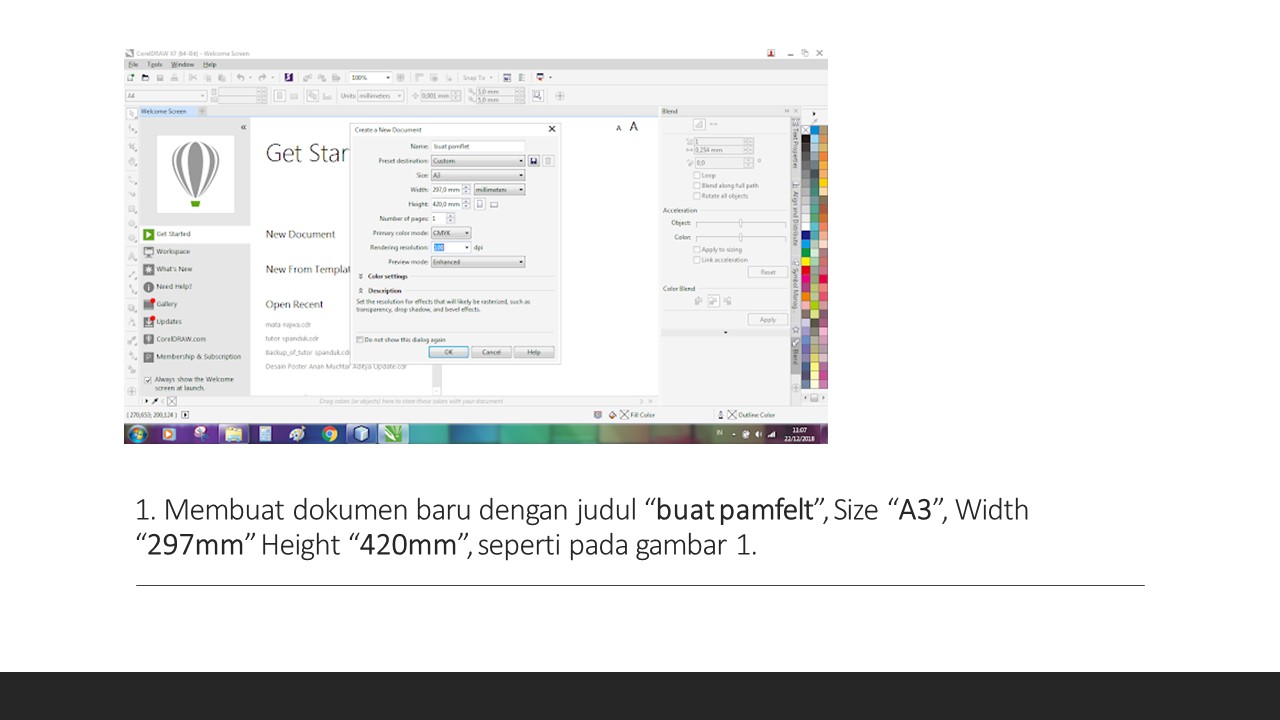 CorelDRAW X7 (64-Bit) - Welcome Screen
File Tools Window Help
100% Snap To
A4 Units: millimeters 0,001 mm 5,0 mm
5,0 mm
Welcome Screen
Get Star
Get Started
Workspace
What's New
Need Help?
Gallery
Updates
CorelDRAW.com
Membership & Subscription
Always show the Welcome
screen at launch.
New Document
New From Templat
Open Recent
mata najwa.cdr
tutor spanduk.cdr
Backup_of_tutor spanduk.cdr
Desain Poster Anan Muchtar Aditya Update.cdr
A A
Create a New Document
Name: buat pamflet
Preset destination: Custom
Size: A3
Width: 297,0 mm millimeters
Height: 420,0 mm
Number of pages: 1
Primary color mode: CMYK
Rendering resolution: dpi
Preview mode: Enhanced
Color settings
Description
Set the resolution for effects that will likely be rasterized, such as
transparency, drop shadow, and bevel effects.
Do not show this dialog again
OK Cancel Help
Blend
1
0,254 mm
0,0 °
Loop
Blend along full path
Rotate all objects
Acceleration
Object:
Color:
Apply to sizing
Link acceleration
Reset
Color Blend
Apply
Text Properties
Align and Distribute
Symbol Manag...
Blend
Drag colors (or objects) here to store these colors with your document
( 270,653; 200,124 ) Fill Color Outline Color
IN 11:07
22/12/2018
1. Membuat dokumen baru dengan judul “buat pamfelt”, Size “A3”, Width
“297mm” Height “420mm”, seperti pada gambar 1.